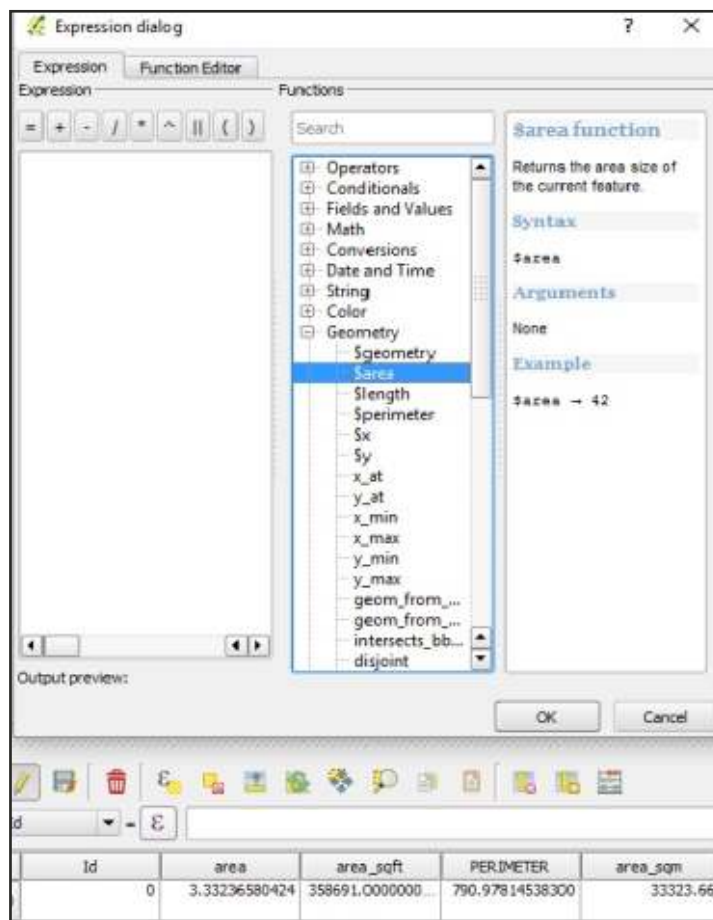 Expression dialog
?
Expression
Function Editor
Expression
Functions
= + - / * ^ || ( )
Search
Operators
Conditionals
Fields and Values
Math
Conversions
Date and Time
String
Color
Geometry
$geometry
$area
$length
$perimeter
$x
$y
x_at
y_at
x_min
x_max
y_min
y_max
geom_from_...
geom_from_...
intersects_bb...
disjoint
$area function
Returns the area size of
the current feature.
Syntax
$area
Arguments
None
Example
$area → 42
Output preview:
OK
Cancel
d = ε
Id area area_sqft PERIMETER area_sqm
0 3.33236580424 358691.0000000... 790.97814538300 33323.66